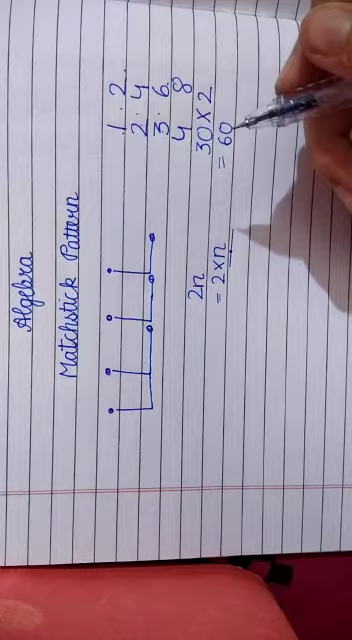 Algebra
Matchstick Pattern
1 : 2
2 : 4
3 : 6
4 8
30 × 2
= 60
2n
= 2 × n